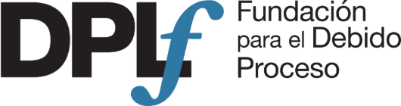 DPLf
Fundación
para el Debido
Proceso